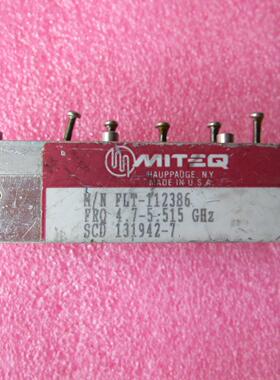 MITEQ
HAUPPAUGE, N.Y.
MADE IN U.S.A.
M/N FLT-112386
FRQ 4.7-5.515 GHz
SCD 131942-7